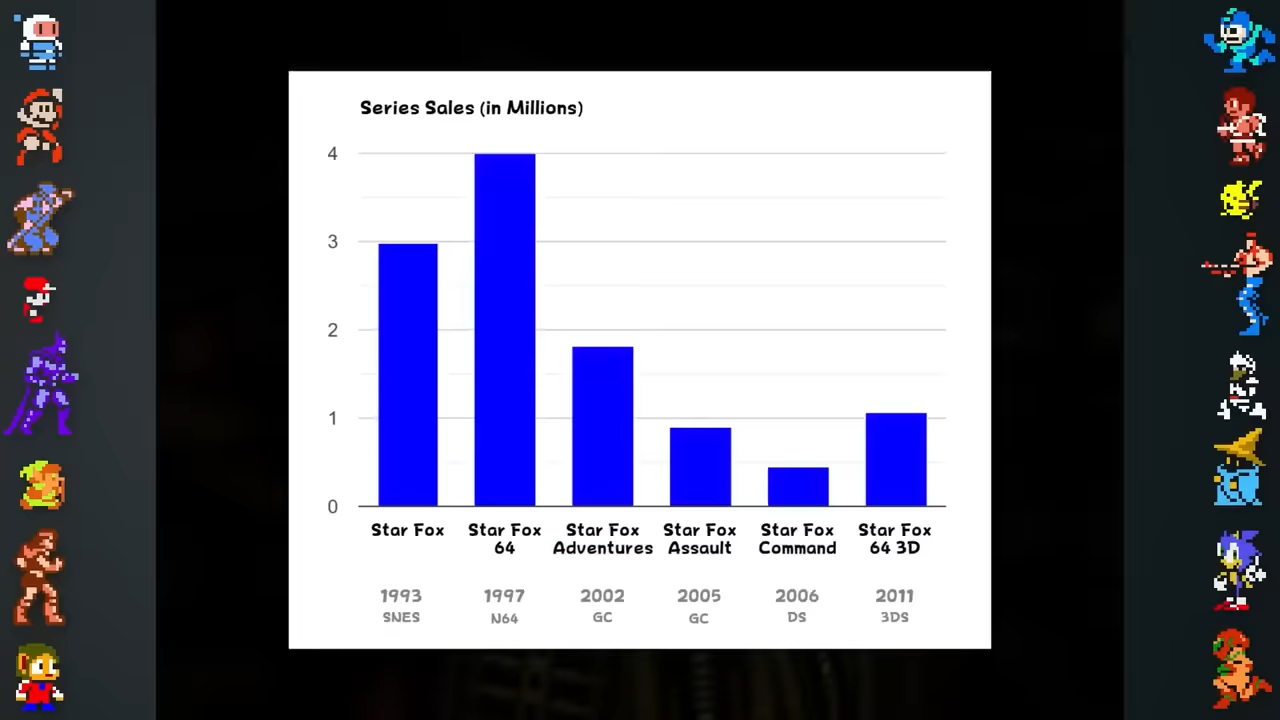 Series Sales (in Millions)
4
3
2
1
0
Star Fox
Star Fox
64
Star Fox
Adventures
Star Fox
Assault
Star Fox
Command
Star Fox
64 3D
1993
SNES
1997
N64
2002
GC
2005
GC
2006
DS
2011
3DS